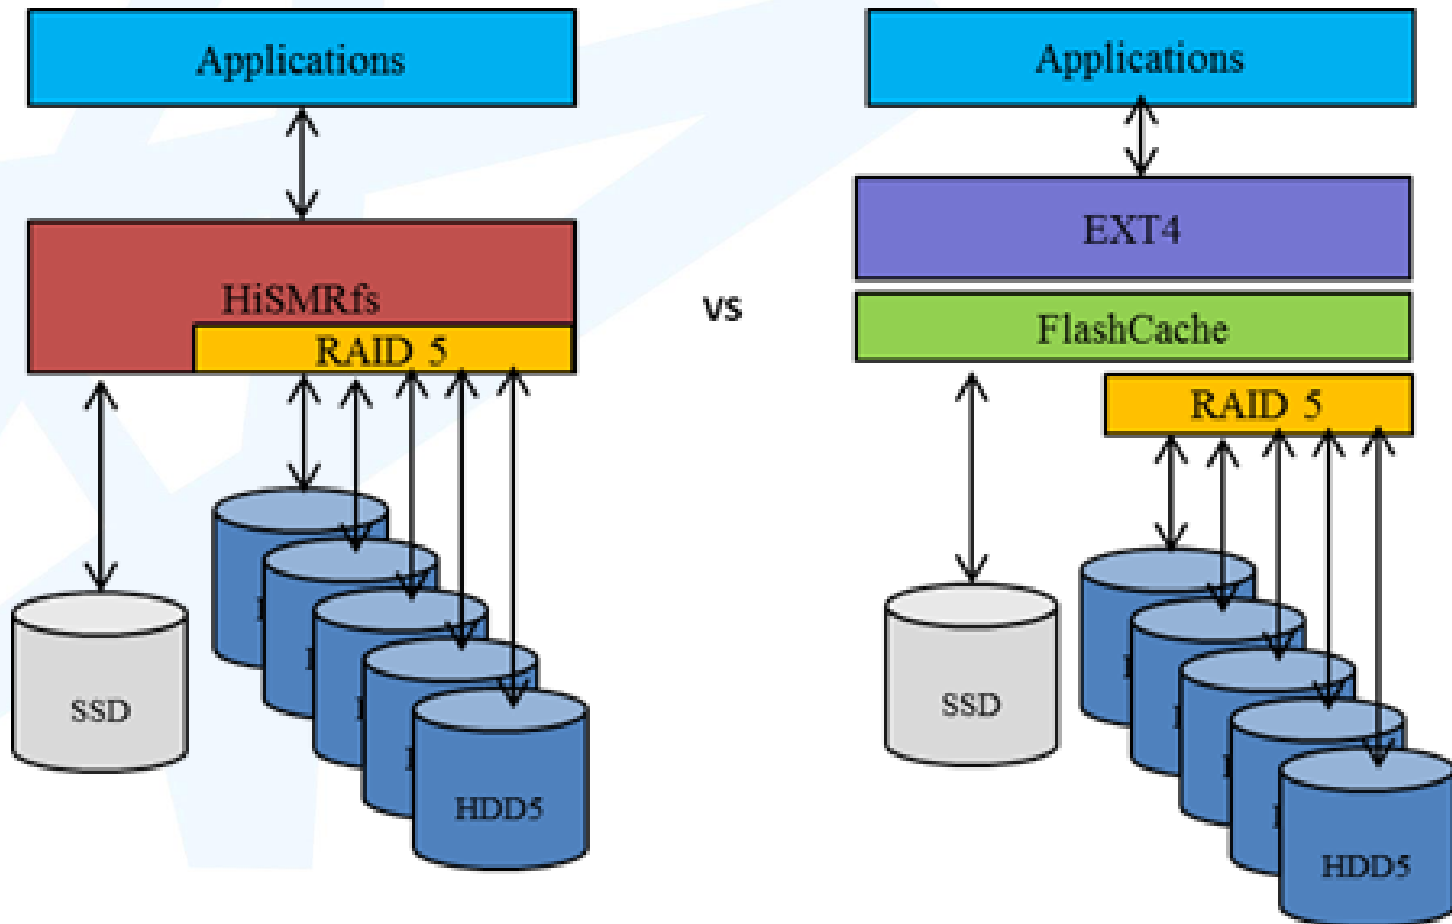 Applications
HiSMRfs
RAID 5
SSD
HDD5
vs
Applications
EXT4
FlashCache
RAID 5
SSD
HDD5